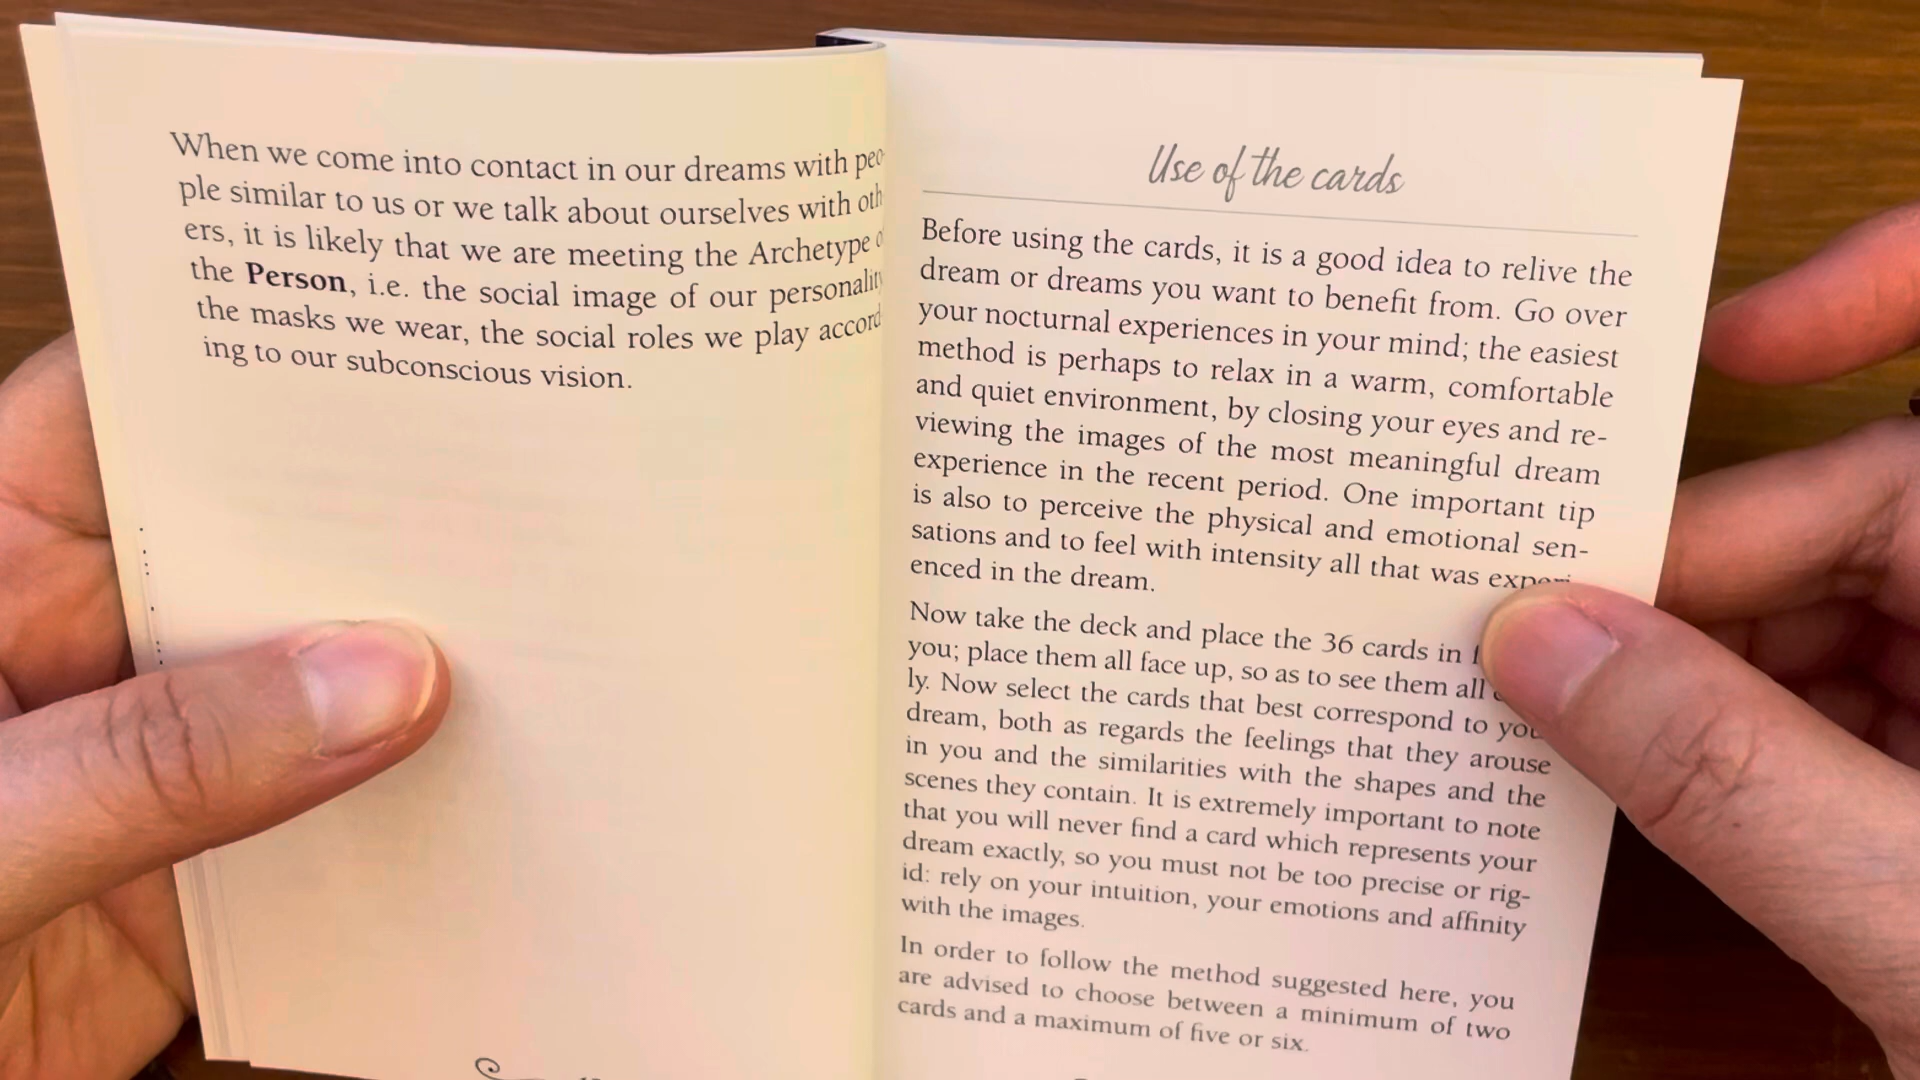 When we come into contact in our dreams with peo-
ple similar to us or we talk about ourselves with oth
ers, it is likely that we are meeting the Archetype
the Person, i.e. the social image of our personality
the masks we wear, the social roles we play accord
ing to our subconscious vision.
Use of the cards
Before using the cards, it is a good idea to relive the
dream or dreams you want to benefit from. Go over
your nocturnal experiences in your mind; the easiest
method is perhaps to relax in a warm, comfortable
and quiet environment, by closing your eyes and re-
viewing the images of the most meaningful dream
experience in the recent period. One important tip
is also to perceive the physical and emotional sen-
sations and to feel with intensity all that was
enced in the dream.
Now take the deck and place the 36 cards in
you; place them all face up, so as to see them all
ly. Now select the cards that best correspond to
dream, both as regards the feelings that they arouse
in you and the similarities with the shapes and the
scenes they contain. It is extremely important to note
that you will never find a card which represents your
dream exactly, so you must not be too precise or rig-
id: rely on your intuition, your emotions and affinity
with the images.
In order to follow the method suggested here, you
are advised to choose between a minimum of two
cards and a maximum of five or six.